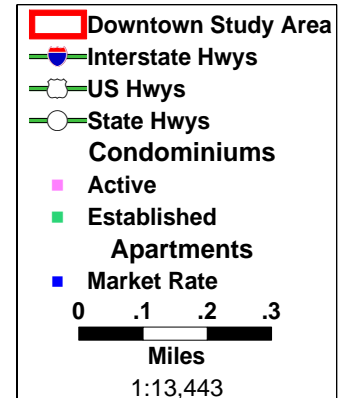 Downtown Study Area
Interstate Hwys
US Hwys
State Hwys
Condominiums
Active
Established
Apartments
Market Rate
0 .1 .2 .3
Miles
1:13,443